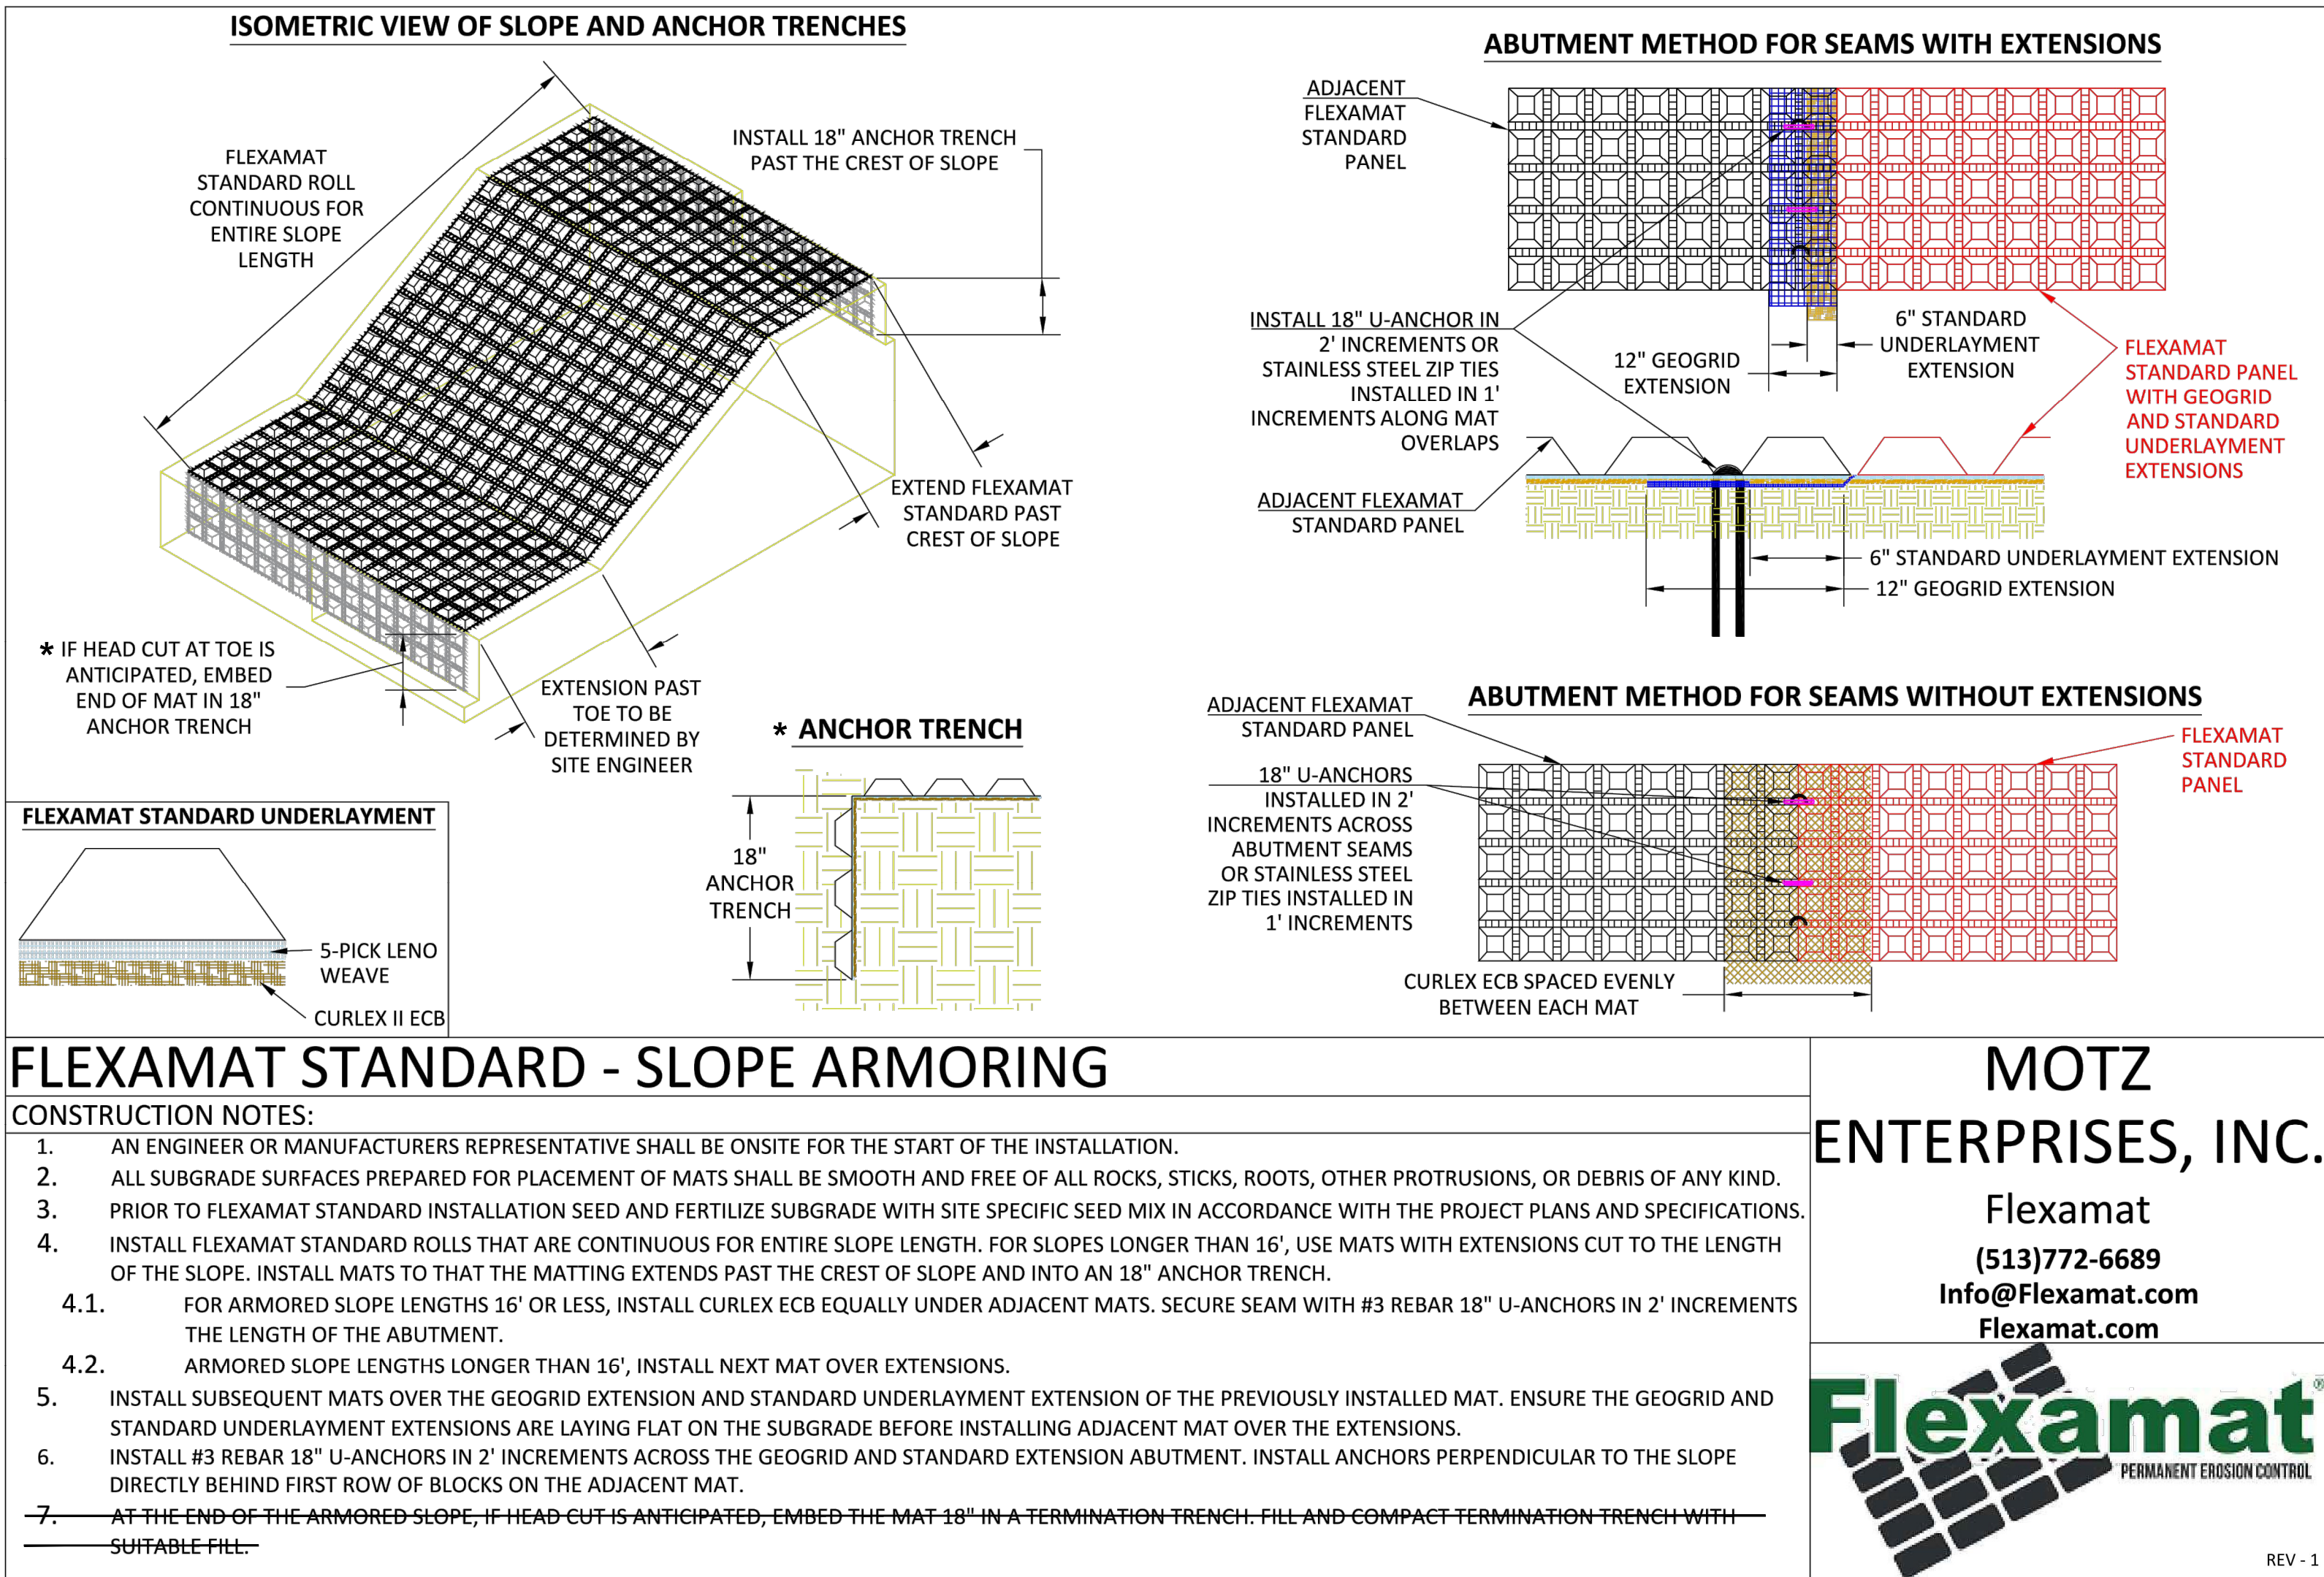 ISOMETRIC VIEW OF SLOPE AND ANCHOR TRENCHES
FLEXAMAT
STANDARD ROLL
CONTINUOUS FOR
ENTIRE SLOPE
LENGTH
INSTALL 18" ANCHOR TRENCH
PAST THE CREST OF SLOPE
EXTEND FLEXAMAT
STANDARD PAST
CREST OF SLOPE
* IF HEAD CUT AT TOE IS
ANTICIPATED, EMBED
END OF MAT IN 18"
ANCHOR TRENCH
EXTENSION PAST
TOE TO BE
DETERMINED BY
SITE ENGINEER
ABUTMENT METHOD FOR SEAMS WITH EXTENSIONS
ADJACENT
FLEXAMAT
STANDARD
PANEL
INSTALL 18" U-ANCHOR IN
2' INCREMENTS OR
STAINLESS STEEL ZIP TIES
INSTALLED IN 1'
INCREMENTS ALONG MAT
OVERLAPS
12" GEOGRID
EXTENSION
6" STANDARD
UNDERLAYMENT
EXTENSION
FLEXAMAT
STANDARD PANEL
WITH GEOGRID
AND STANDARD
UNDERLAYMENT
EXTENSIONS
ADJACENT FLEXAMAT
STANDARD PANEL
6" STANDARD UNDERLAYMENT EXTENSION
12" GEOGRID EXTENSION
* ANCHOR TRENCH
18"
ANCHOR
TRENCH
FLEXAMAT STANDARD UNDERLAYMENT
5-PICK LENO
WEAVE
CURLEX II ECB
ABUTMENT METHOD FOR SEAMS WITHOUT EXTENSIONS
ADJACENT FLEXAMAT
STANDARD PANEL
18" U-ANCHORS
INSTALLED IN 2'
INCREMENTS ACROSS
ABUTMENT SEAMS
OR STAINLESS STEEL
ZIP TIES INSTALLED IN
1' INCREMENTS
FLEXAMAT
STANDARD
PANEL
CURLEX ECB SPACED EVENLY
BETWEEN EACH MAT
FLEXAMAT STANDARD - SLOPE ARMORING
CONSTRUCTION NOTES:
1. AN ENGINEER OR MANUFACTURERS REPRESENTATIVE SHALL BE ONSITE FOR THE START OF THE INSTALLATION.
2. ALL SUBGRADE SURFACES PREPARED FOR PLACEMENT OF MATS SHALL BE SMOOTH AND FREE OF ALL ROCKS, STICKS, ROOTS, OTHER PROTRUSIONS, OR DEBRIS OF ANY KIND.
3. PRIOR TO FLEXAMAT STANDARD INSTALLATION SEED AND FERTILIZE SUBGRADE WITH SITE SPECIFIC SEED MIX IN ACCORDANCE WITH THE PROJECT PLANS AND SPECIFICATIONS.
4. INSTALL FLEXAMAT STANDARD ROLLS THAT ARE CONTINUOUS FOR ENTIRE SLOPE LENGTH. FOR SLOPES LONGER THAN 16', USE MATS WITH EXTENSIONS CUT TO THE LENGTH
OF THE SLOPE. INSTALL MATS TO THAT THE MATTING EXTENDS PAST THE CREST OF SLOPE AND INTO AN 18" ANCHOR TRENCH.
4.1. FOR ARMORED SLOPE LENGTHS 16' OR LESS, INSTALL CURLEX ECB EQUALLY UNDER ADJACENT MATS. SECURE SEAM WITH #3 REBAR 18" U-ANCHORS IN 2' INCREMENTS
THE LENGTH OF THE ABUTMENT.
4.2. ARMORED SLOPE LENGTHS LONGER THAN 16', INSTALL NEXT MAT OVER EXTENSIONS.
5. INSTALL SUBSEQUENT MATS OVER THE GEOGRID EXTENSION AND STANDARD UNDERLAYMENT EXTENSION OF THE PREVIOUSLY INSTALLED MAT. ENSURE THE GEOGRID AND
STANDARD UNDERLAYMENT EXTENSIONS ARE LAYING FLAT ON THE SUBGRADE BEFORE INSTALLING ADJACENT MAT OVER THE EXTENSIONS.
6. INSTALL #3 REBAR 18" U-ANCHORS IN 2' INCREMENTS ACROSS THE GEOGRID AND STANDARD EXTENSION ABUTMENT. INSTALL ANCHORS PERPENDICULAR TO THE SLOPE
DIRECTLY BEHIND FIRST ROW OF BLOCKS ON THE ADJACENT MAT.
7. AT THE END OF THE ARMORED SLOPE, IF HEAD CUT IS ANTICIPATED, EMBED THE MAT 18" IN A TERMINATION TRENCH. FILL AND COMPACT TERMINATION TRENCH WITH
SUITABLE FILL.
MOTZ
ENTERPRISES, INC.
Flexamat
(513)772-6689
Info@Flexamat.com
Flexamat.com
Flexamat®
PERMANENT EROSION CONTROL
REV - 1